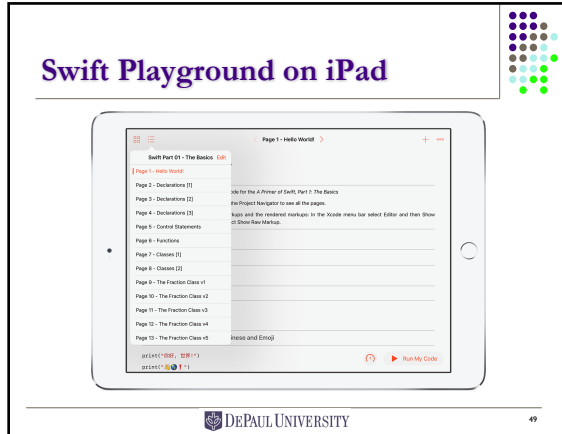 Swift Playground on iPad
Page 1 - Hello World!
Swift Part 01 - The Basics Edit
Page 1 - Hello World!
Page 2 - Declarations [1]
Page 3 - Declarations [2]
Page 4 - Declarations [3]
Page 5 - Control Statements
Page 6 - Functions
Page 7 - Classes [1]
Page 8 - Classes [2]
Page 9 - The Fraction Class v1
Page 10 - The Fraction Class v2
Page 11 - The Fraction Class v3
Page 12 - The Fraction Class v4
Page 13 - The Fraction Class v5
ode for the A Primer of Swift, Part 1: The Basics
the Project Navigator to see all the pages.
kups and the rendered markups: In the Xcode menu bar select Editor and then Show
ct Show Raw Markup.
inese and Emoji
print("你好, 世界!")
print("👋🌎❗")
Run My Code
DEPAUL UNIVERSITY
49